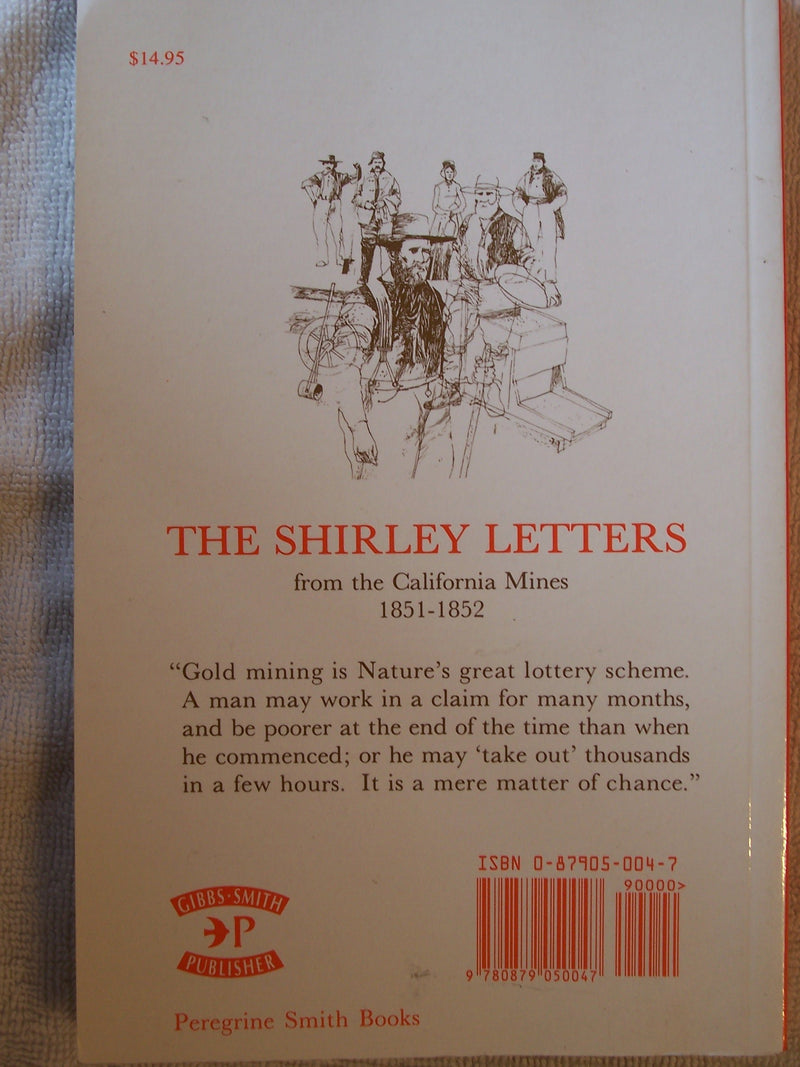 $14.95
THE SHIRLEY LETTERS
from the California Mines
1851-1852
“Gold mining is Nature’s great lottery scheme.
A man may work in a claim for many months,
and be poorer at the end of the time than when
he commenced; or he may ‘take out’ thousands
in a few hours. It is a mere matter of chance.”
ISBN 0-87905-004-7
90000>
9 780879 050047
GIBBS·SMITH
P
PUBLISHER
Peregrine Smith Books